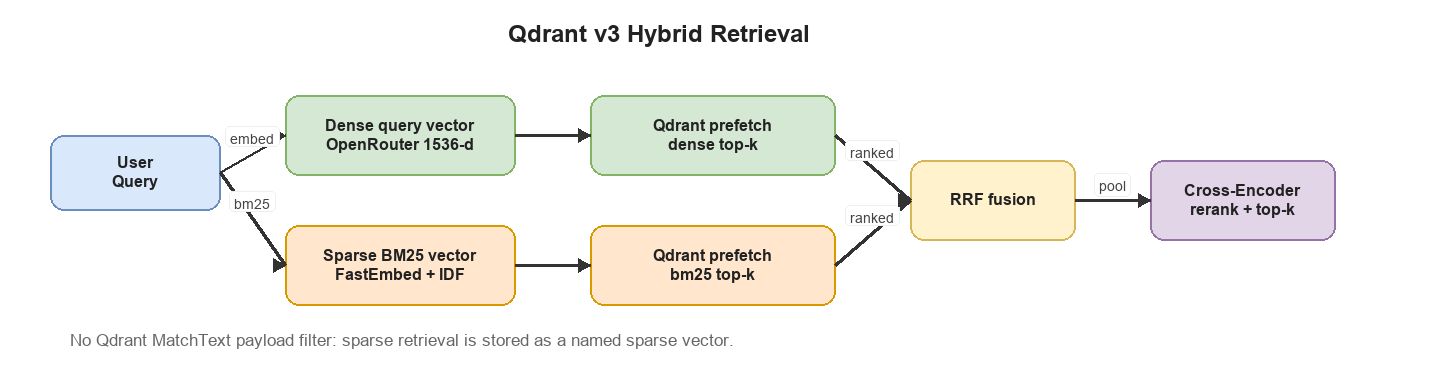 Qdrant v3 Hybrid Retrieval
User
Query
embed
bm25
Dense query vector
OpenRouter 1536-d
Qdrant prefetch
dense top-k
ranked
Sparse BM25 vector
FastEmbed + IDF
Qdrant prefetch
bm25 top-k
ranked
RRF fusion
pool
Cross-Encoder
rerank + top-k
No Qdrant MatchText payload filter: sparse retrieval is stored as a named sparse vector.